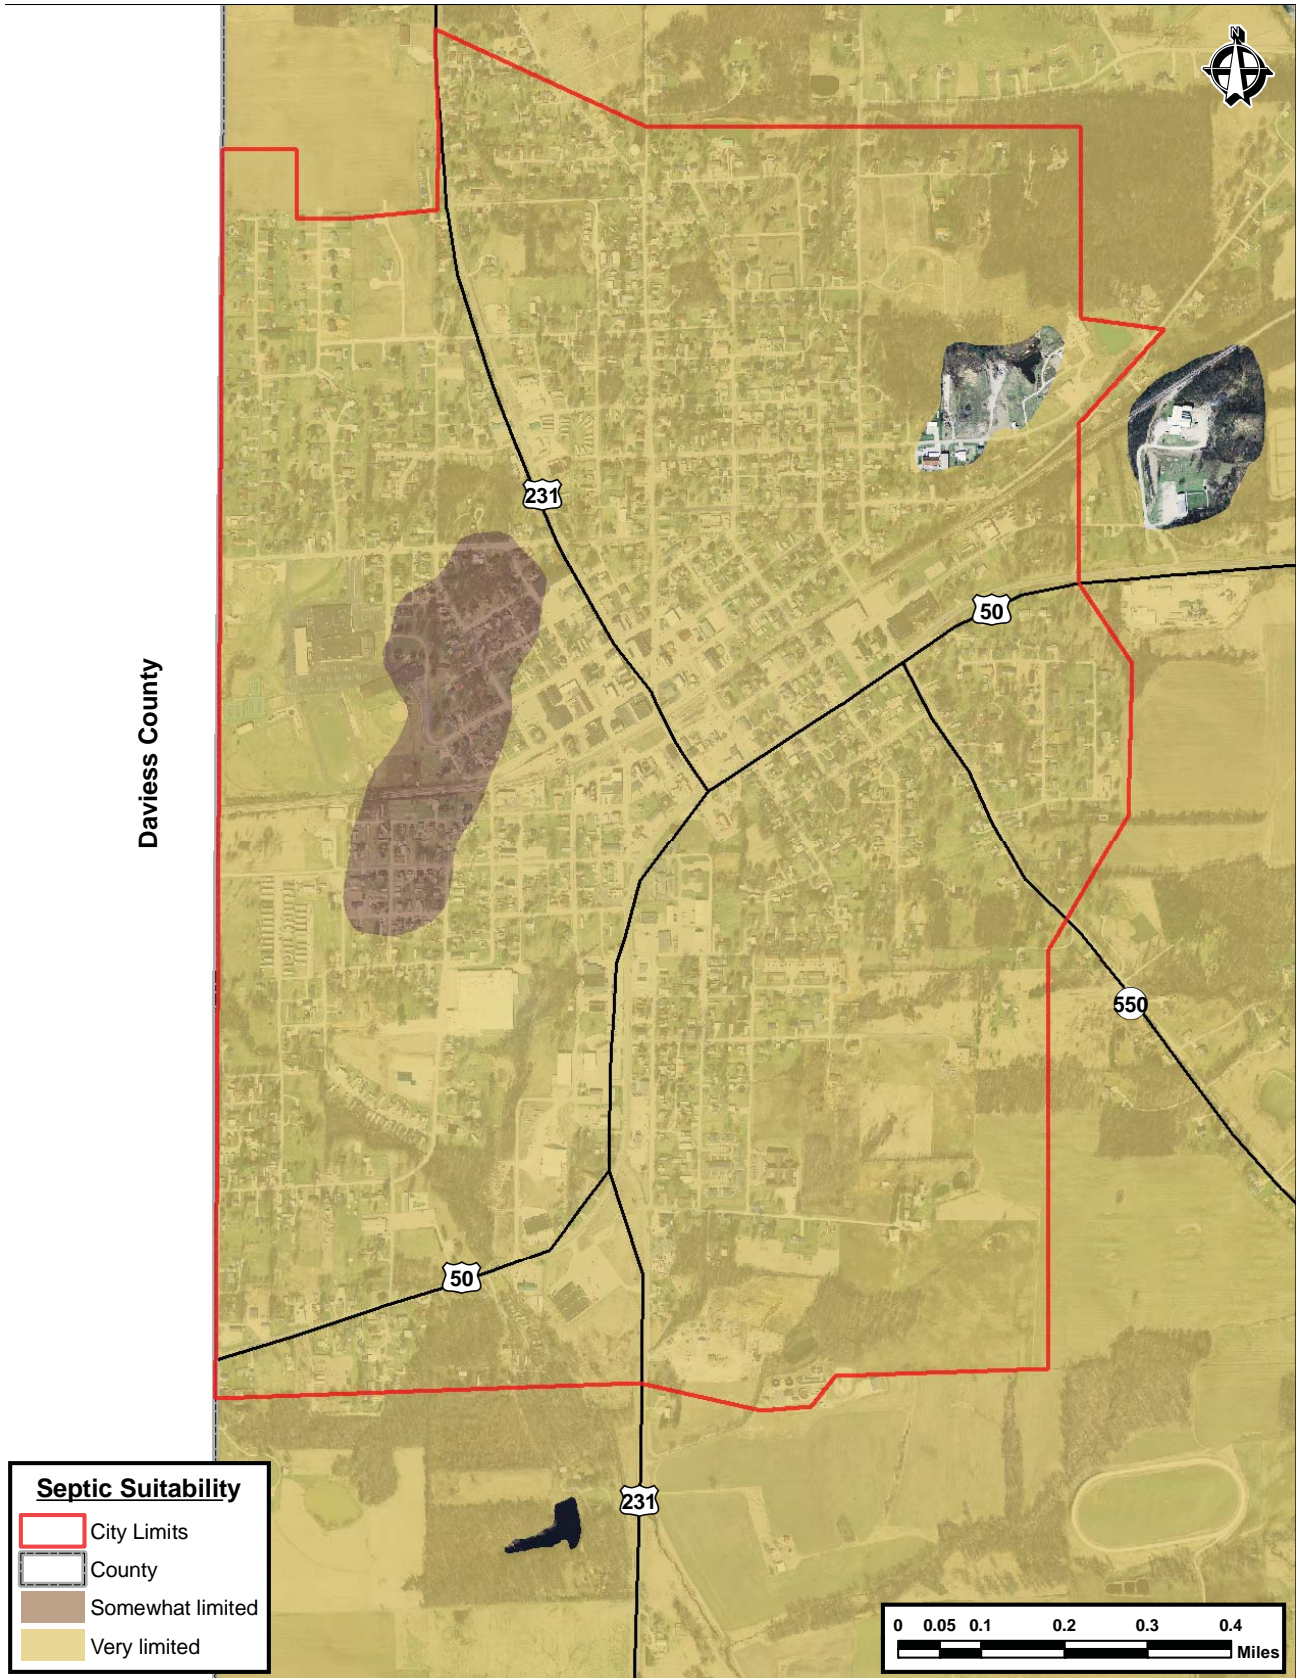 N
231
50
Daviess County
550
50
231
Septic Suitability
City Limits
County
Somewhat limited
Very limited
0 0.05 0.1 0.2 0.3 0.4
Miles